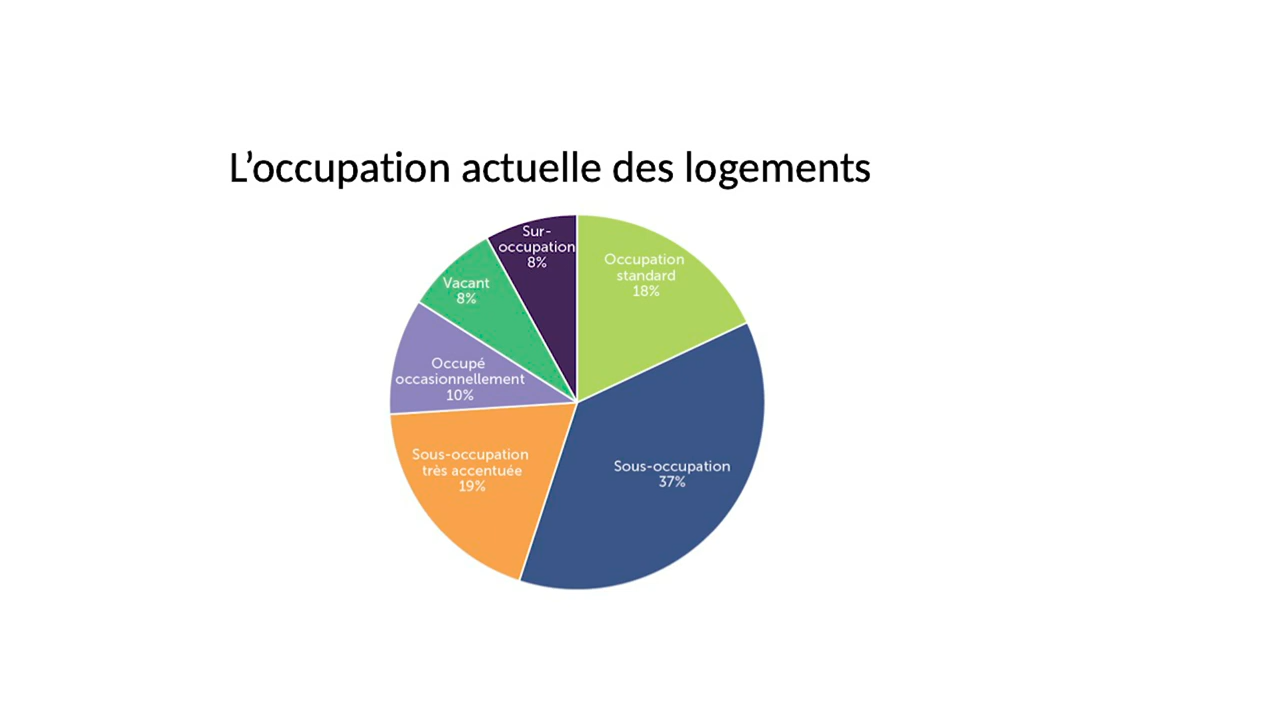 L’occupation actuelle des logements
Sur-
occupation
8%
Occupation
standard
18%
Vacant
8%
Occupé
occasionnellement
10%
Sous-occupation
très accentuée
19%
Sous-occupation
37%